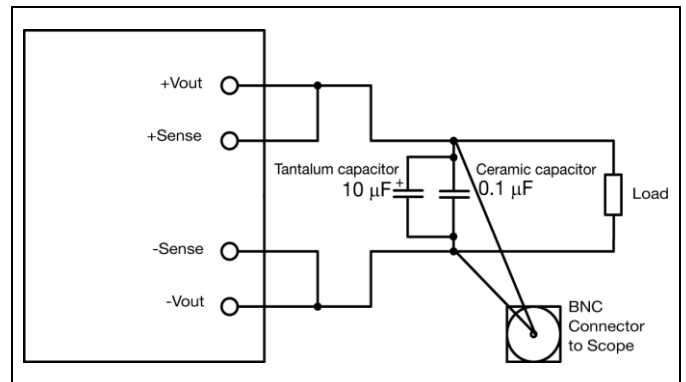 +Vout
+Sense
Tantalum capacitor
10 μF
+
Ceramic capacitor
0.1 μF
Load
-Sense
-Vout
BNC
Connector
to Scope